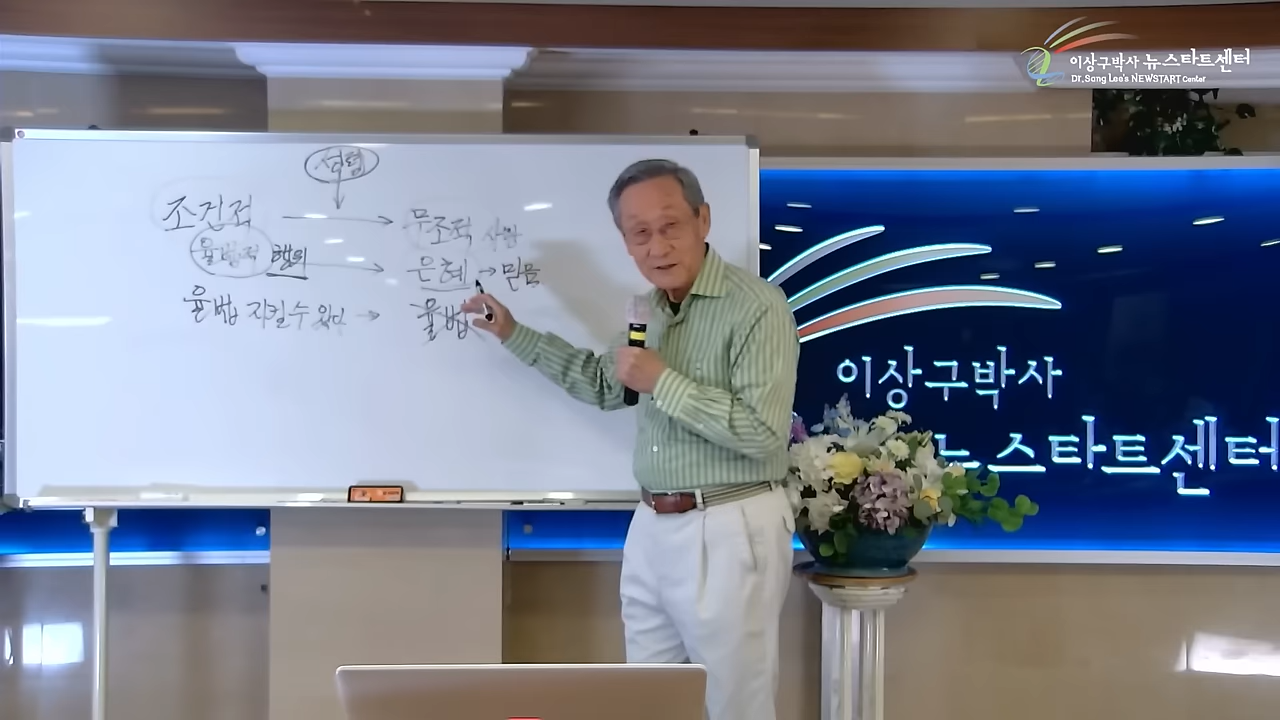 이상구박사 뉴스타트센터
Dr. Sang Lee's NEWSTART Center
성령
조건적 → 무조적 사랑
율법적 행위 → 은혜 → 믿음
율법 지킬수 있다 → 율법
이상구박사
뉴스타트센터